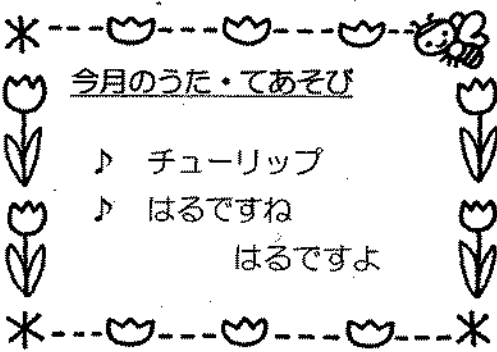 今月のうた・てあそび
♪ チューリップ
♪ はるですね
はるですよ